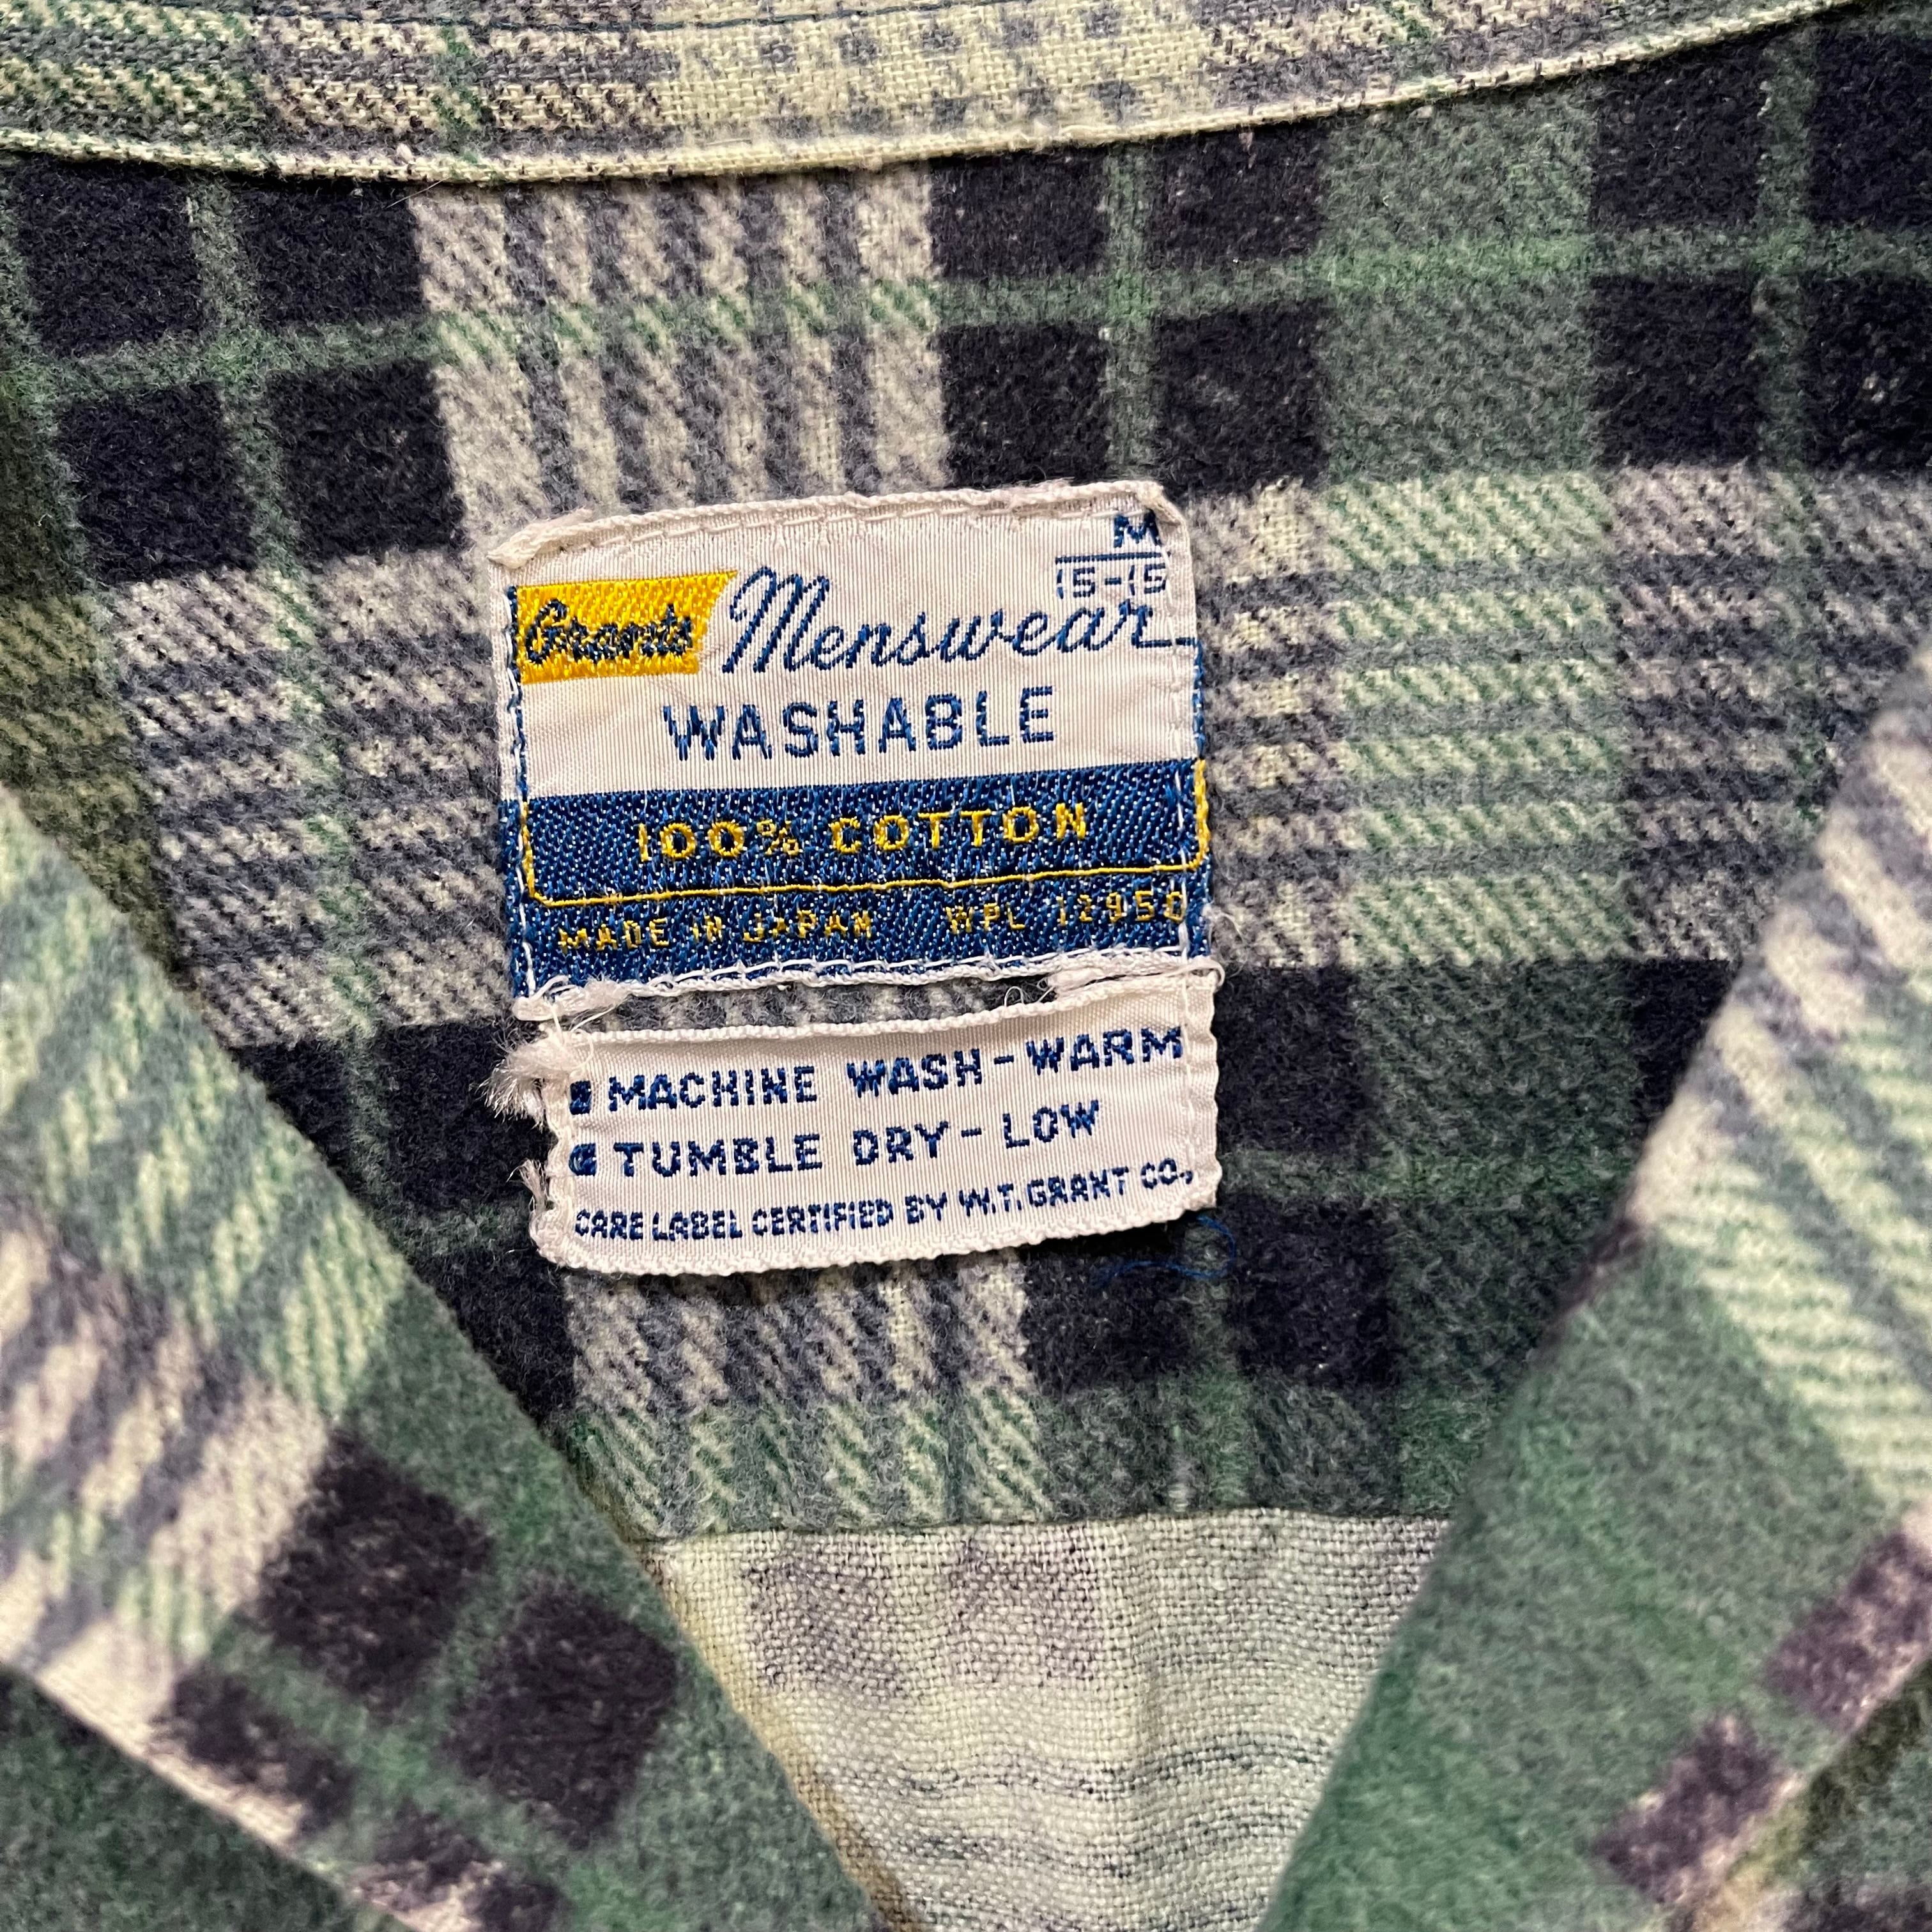 M
15-15
Grants Menswear
WASHABLE
100% COTTON
MADE IN JAPAN WPL 12950
MACHINE WASH-WARM
TUMBLE DRY-LOW
CARE LABEL CERTIFIED BY W.T. GRANT CO.,